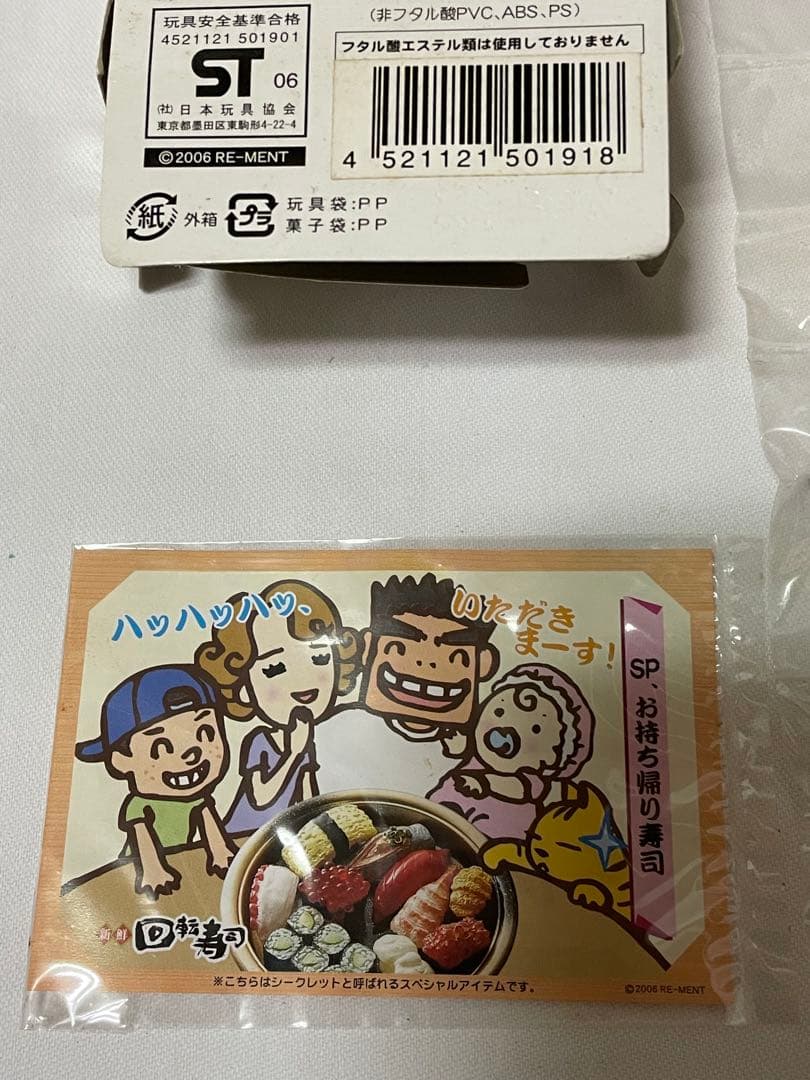 (非フタル酸PVC、ABS、PS)
玩具安全基準合格
4521121 501901
ST 06
(社)日本玩具協会
東京都墨田区東駒形4-22-4
©2006 RE-MENT
フタル酸エステル類は使用しておりません
4 521121 501918
紙 外箱 プラ 玩具袋:PP
菓子袋:PP
ハッハッハッ、
いただき
まーす!
SP、お持ち帰り寿司
新鮮 回転寿司
※こちらはシークレットと呼ばれるスペシャルアイテムです。
©2006 RE-MENT